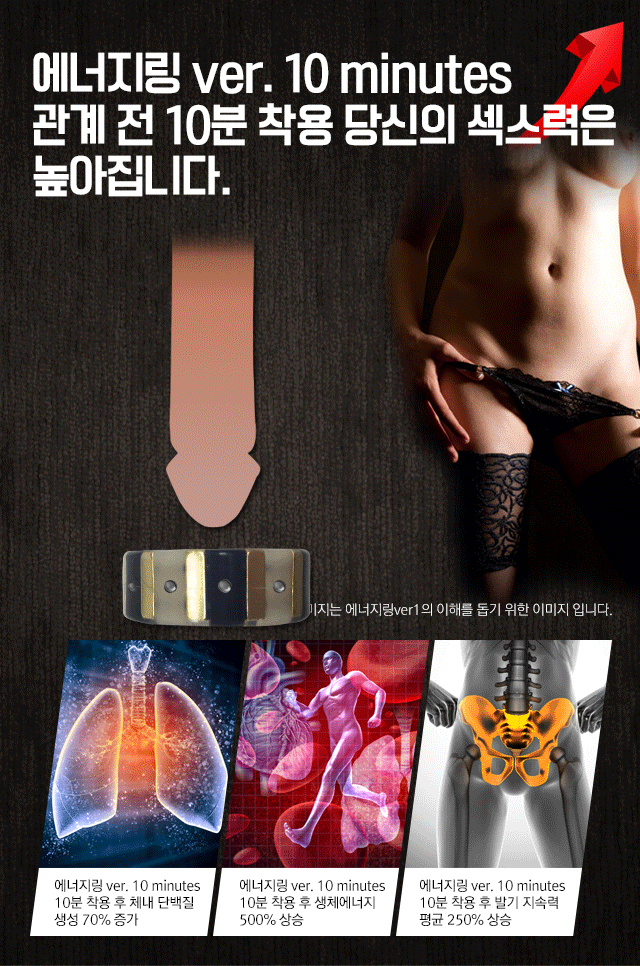 에너지링 ver. 10 minutes
관계 전 10분 착용 당신의 섹스력은
높아집니다.
미지는 에너지링ver1의 이해를 돕기 위한 이미지 입니다.
에너지링 ver. 10 minutes
10분 착용 후 체내 단백질
생성 70% 증가
에너지링 ver. 10 minutes
10분 착용 후 생체에너지
500% 상승
에너지링 ver. 10 minutes
10분 착용 후 발기 지속력
평균 250% 상승